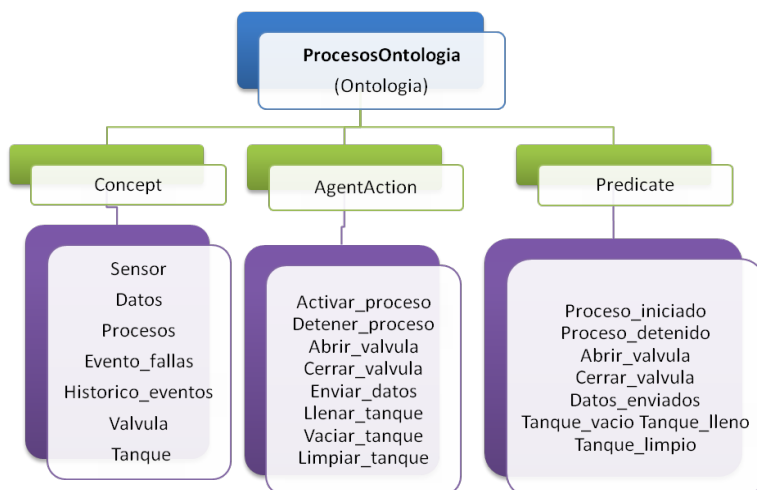 ProcesosOntologia
(Ontologia)
Concept
AgentAction
Predicate
Sensor
Datos
Procesos
Evento_fallas
Historico_eventos
Valvula
Tanque
Activar_proceso
Detener_proceso
Abrir_valvula
Cerrar_valvula
Enviar_datos
Llenar_tanque
Vaciar_tanque
Limpiar_tanque
Proceso_iniciado
Proceso_detenido
Abrir_valvula
Cerrar_valvula
Datos_enviados
Tanque_vacio Tanque_lleno
Tanque_limpio